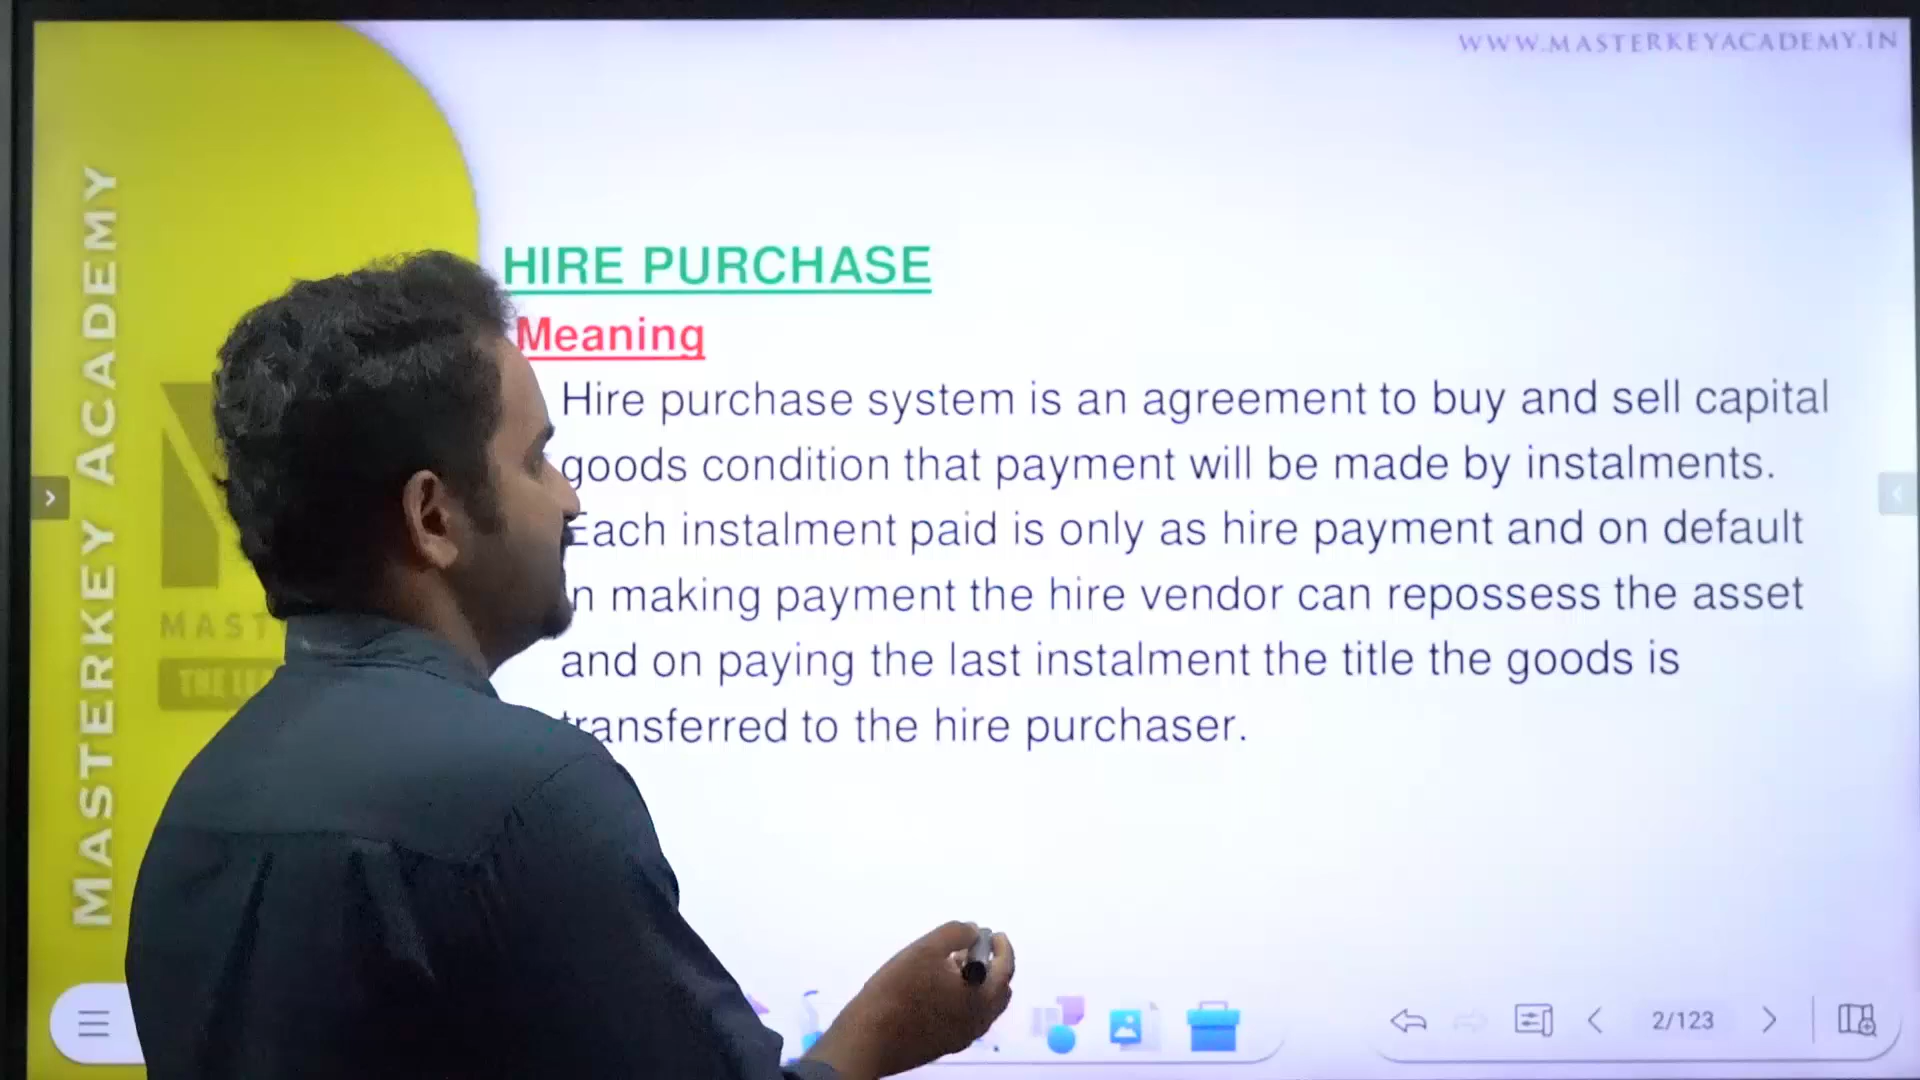 WWW.MASTERKEYACADEMY.IN
MASTERKEY ACADEMY
HIRE PURCHASE
Meaning
Hire purchase system is an agreement to buy and sell capital
goods condition that payment will be made by instalments.
Each instalment paid is only as hire payment and on default
in making payment the hire vendor can repossess the asset
and on paying the last instalment the title the goods is
transferred to the hire purchaser.
2/123